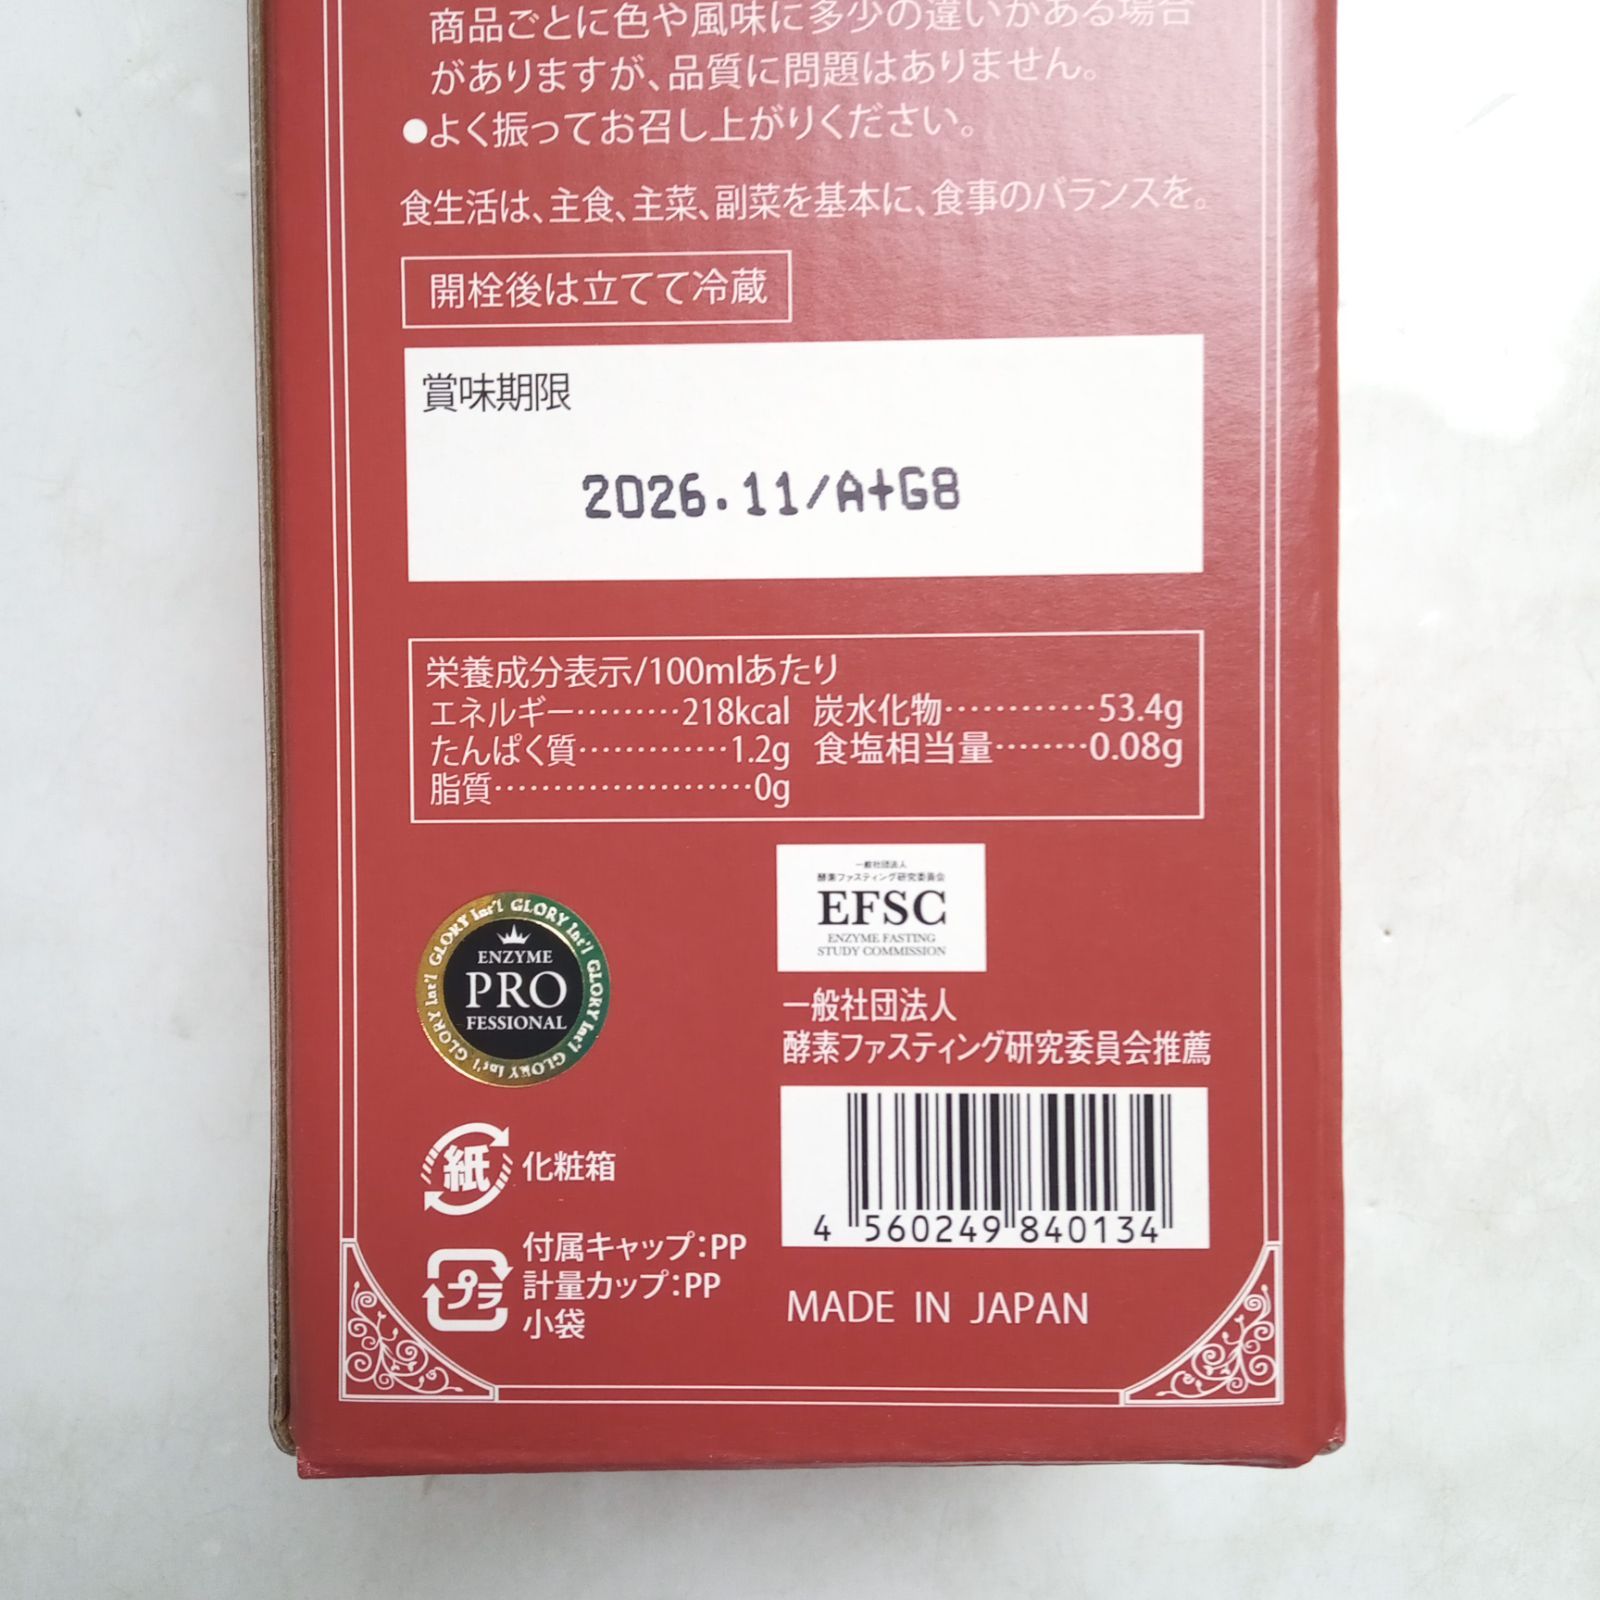 商品ごとに色や風味に多少の違いがある場合
がありますが、品質に問題はありません。
●よく振ってお召し上がりください。
食生活は、主食、主菜、副菜を基本に、食事のバランスを。
開栓後は立てて冷蔵
賞味期限
2026.11/A+G8
栄養成分表示/100mlあたり
エネルギー………218kcal 炭水化物…………53.4g
たんぱく質…………1.2g 食塩相当量………0.08g
脂質…………………0g
一般社団法人
酵素ファスティング研究委員会
EFSC
ENZYME FASTING
STUDY COMMISSION
GLORY Int'l GLORY Int'l GLORY Int'l GLORY Int'l GLORY Int'l
ENZYME
PRO
FESSIONAL
一般社団法人
酵素ファスティング研究委員会推薦
紙 化粧箱
4 560249 840134
プラ 付属キャップ:PP
計量カップ:PP
小袋
MADE IN JAPAN